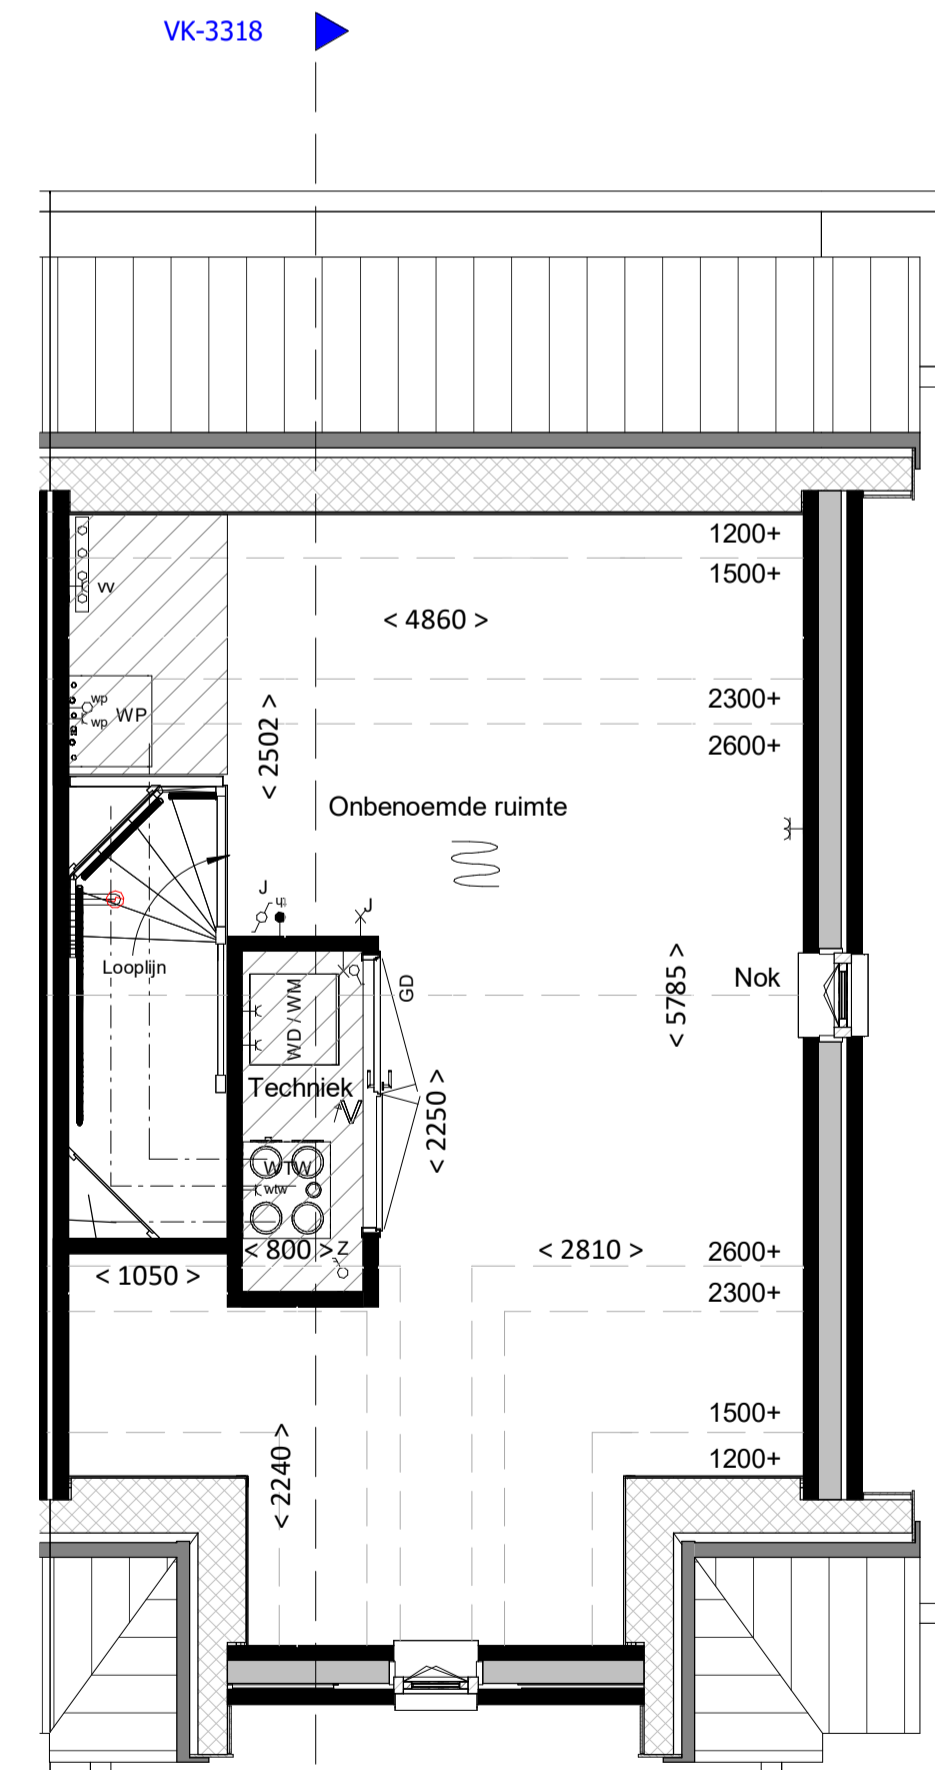 VK-3318
1200+
1500+
VV
< 4860 >
wp
wp
WP
2300+
2600+
< 2502 >
Onbenoemde ruimte
J
J
Looplijn
Nok
GD
WD / WM
< 5785 >
Techniek
< 2250 >
WTW
wtw
Z
< 800 >
< 2810 >
2600+
< 1050 >
2300+
1500+
1200+
< 2240 >